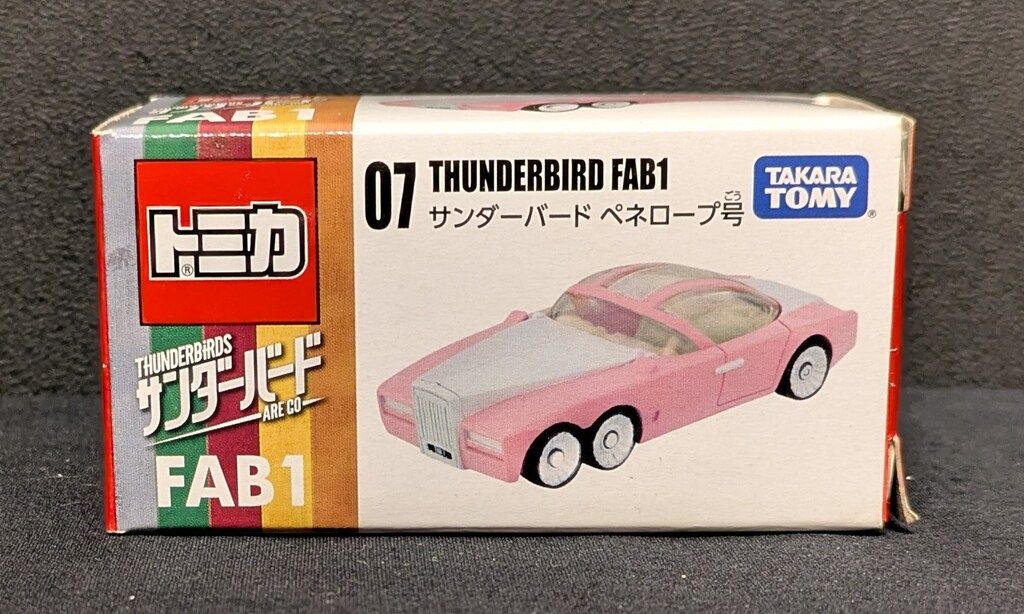 FAB1
トミカ
®
THUNDERBIRDS
サンダーバード
ARE GO
FAB1
07 THUNDERBIRD FAB1
サンダーバード ペネロープ号
ごう
TAKARA
TOMY®